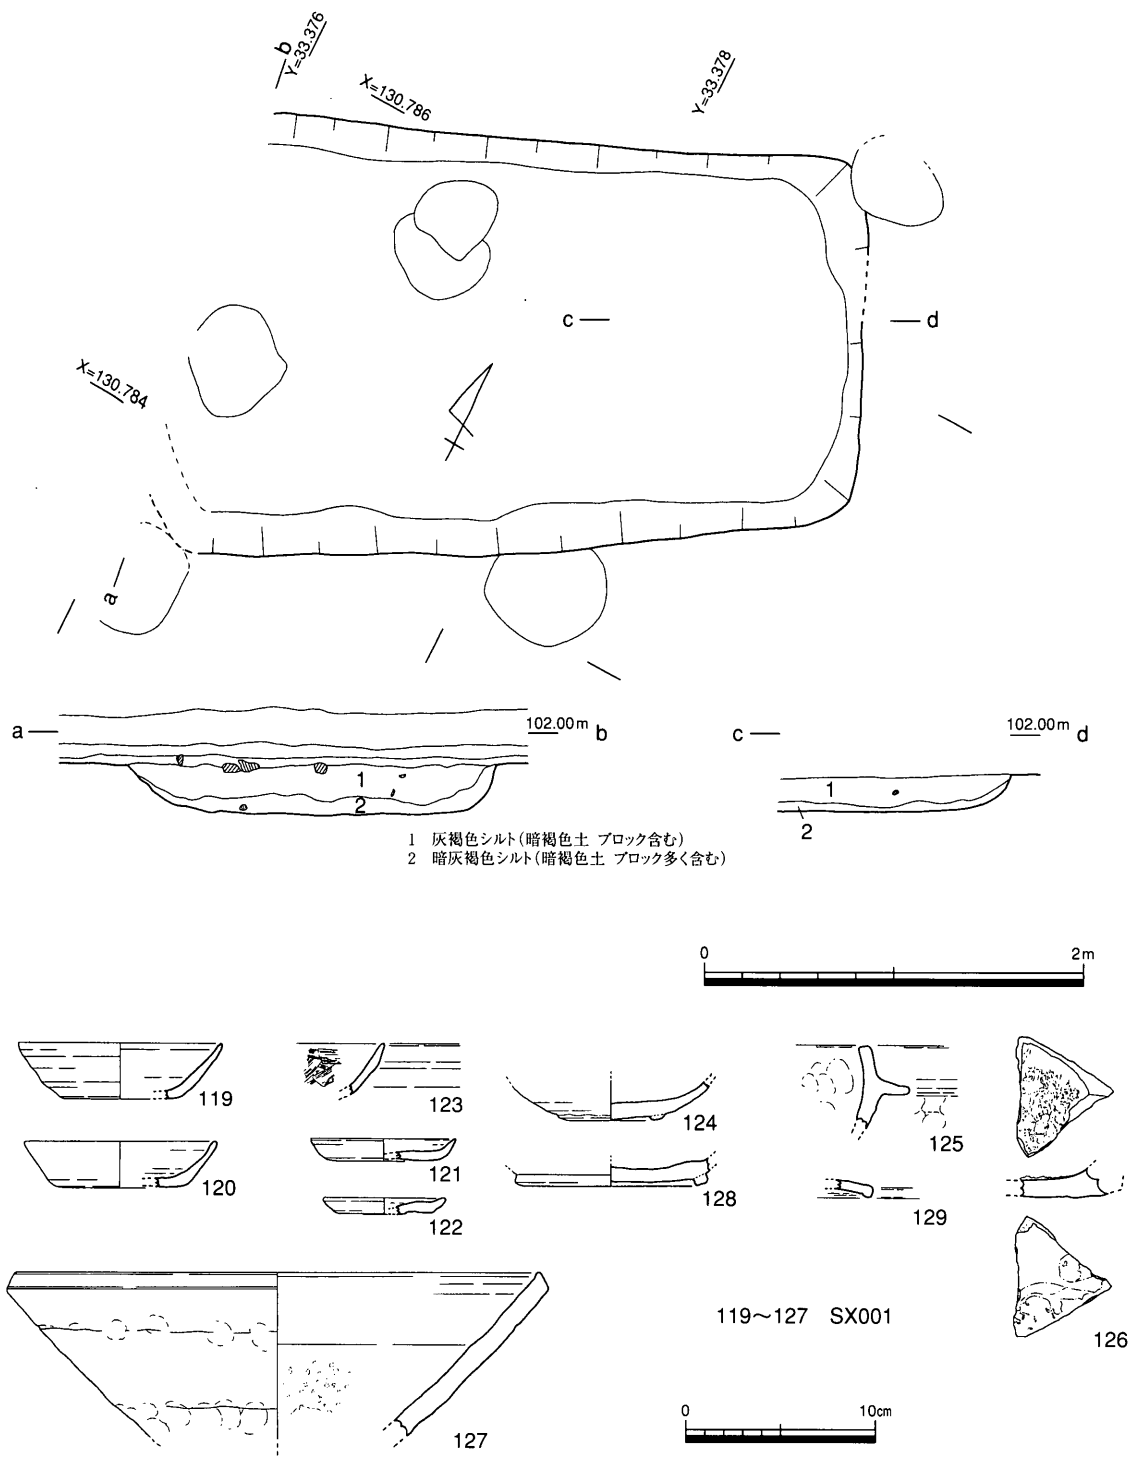 b
Y=33.376
X=130.786
Y=33.378
c
d
X=130.784
a
a
102.00m
b
c
102.00m
d
1
2
1
2
1 灰褐色シルト(暗褐色土 ブロック含む)
2 暗灰褐色シルト(暗褐色土 ブロック多く含む)
0
2m
119
123
124
125
120
121
128
122
129
126
119～127 SX001
127
0
10cm